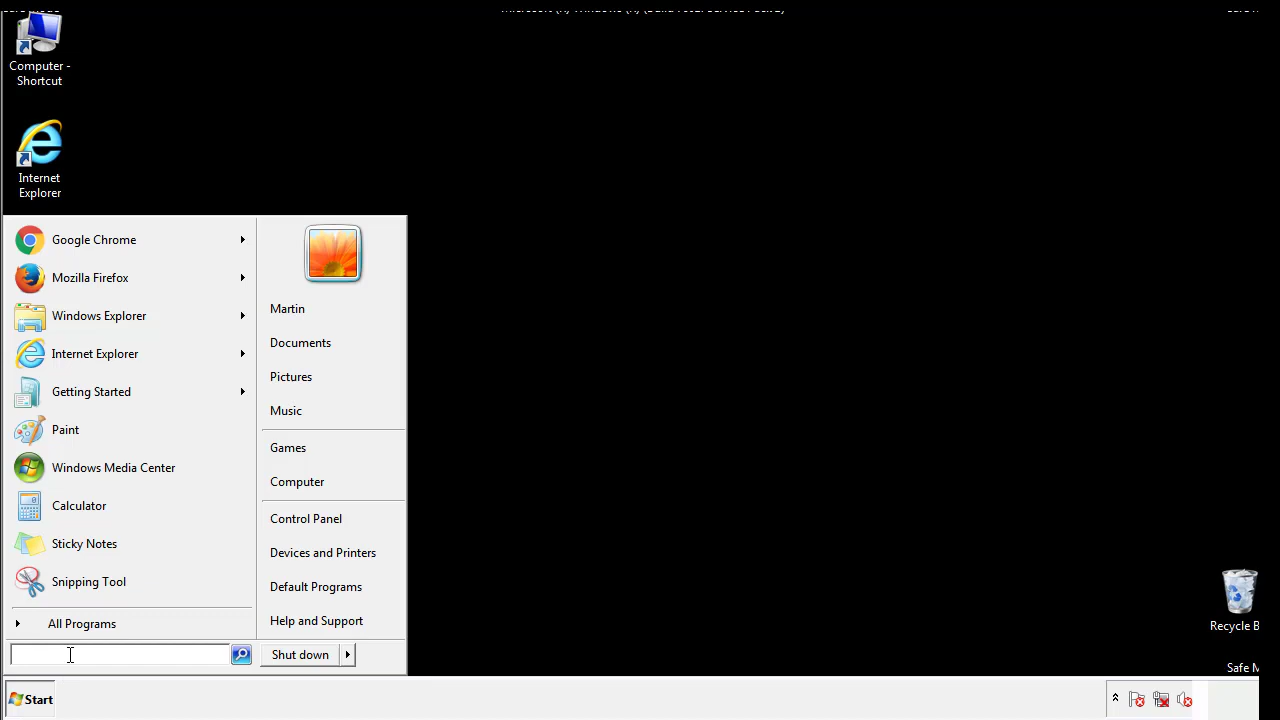 Computer -
Shortcut
Internet
Explorer
Google Chrome
Mozilla Firefox
Windows Explorer
Internet Explorer
Getting Started
Paint
Windows Media Center
Calculator
Sticky Notes
Snipping Tool
All Programs
Martin
Documents
Pictures
Music
Games
Computer
Control Panel
Devices and Printers
Default Programs
Help and Support
Shut down
Recycle B
Safe M
Start